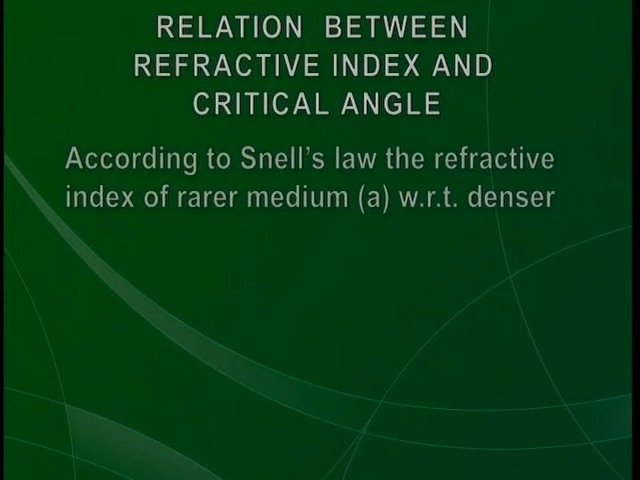 RELATION BETWEEN
REFRACTIVE INDEX AND
CRITICAL ANGLE
According to Snell's law the refractive
index of rarer medium (a) w.r.t. denser